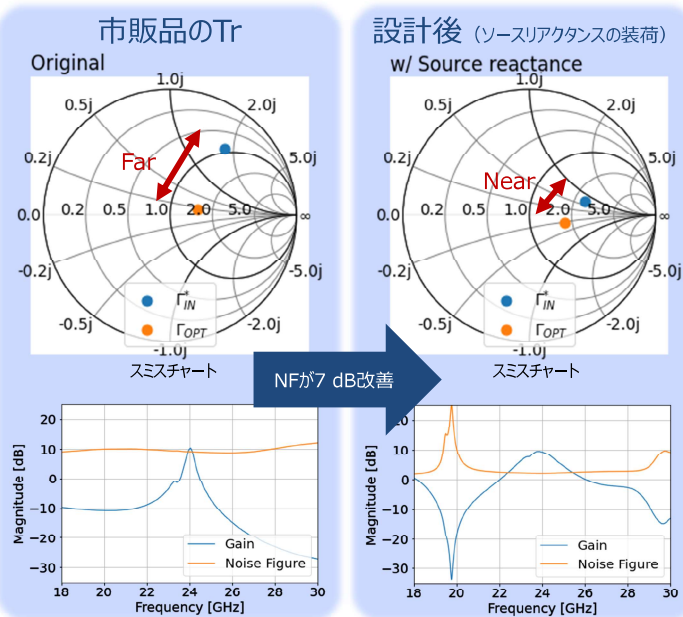 市販品のTr
Original
1.0j
0.5j
2.0j
0.2j
5.0j
Far
0.0
0.2
0.5
1.0
2.0
5.0
∞
-0.2j
-5.0j
-0.5j
-2.0j
-1.0j
Γ*IN
ΓOPT
スミスチャート
設計後 (ソースリアクタンスの装荷)
w/ Source reactance
1.0j
0.5j
2.0j
0.2j
5.0j
Near
0.0
0.2
0.5
1.0
2.0
5.0
∞
-0.2j
-5.0j
-0.5j
-2.0j
-1.0j
Γ*IN
ΓOPT
スミスチャート
NFが7 dB改善
Magnitude [dB]
20
10
0
−10
−20
−30
Gain
Noise Figure
18 20 22 24 26 28 30
Frequency [GHz]
Magnitude [dB]
20
10
0
−10
−20
−30
Gain
Noise Figure
18 20 22 24 26 28 30
Frequency [GHz]